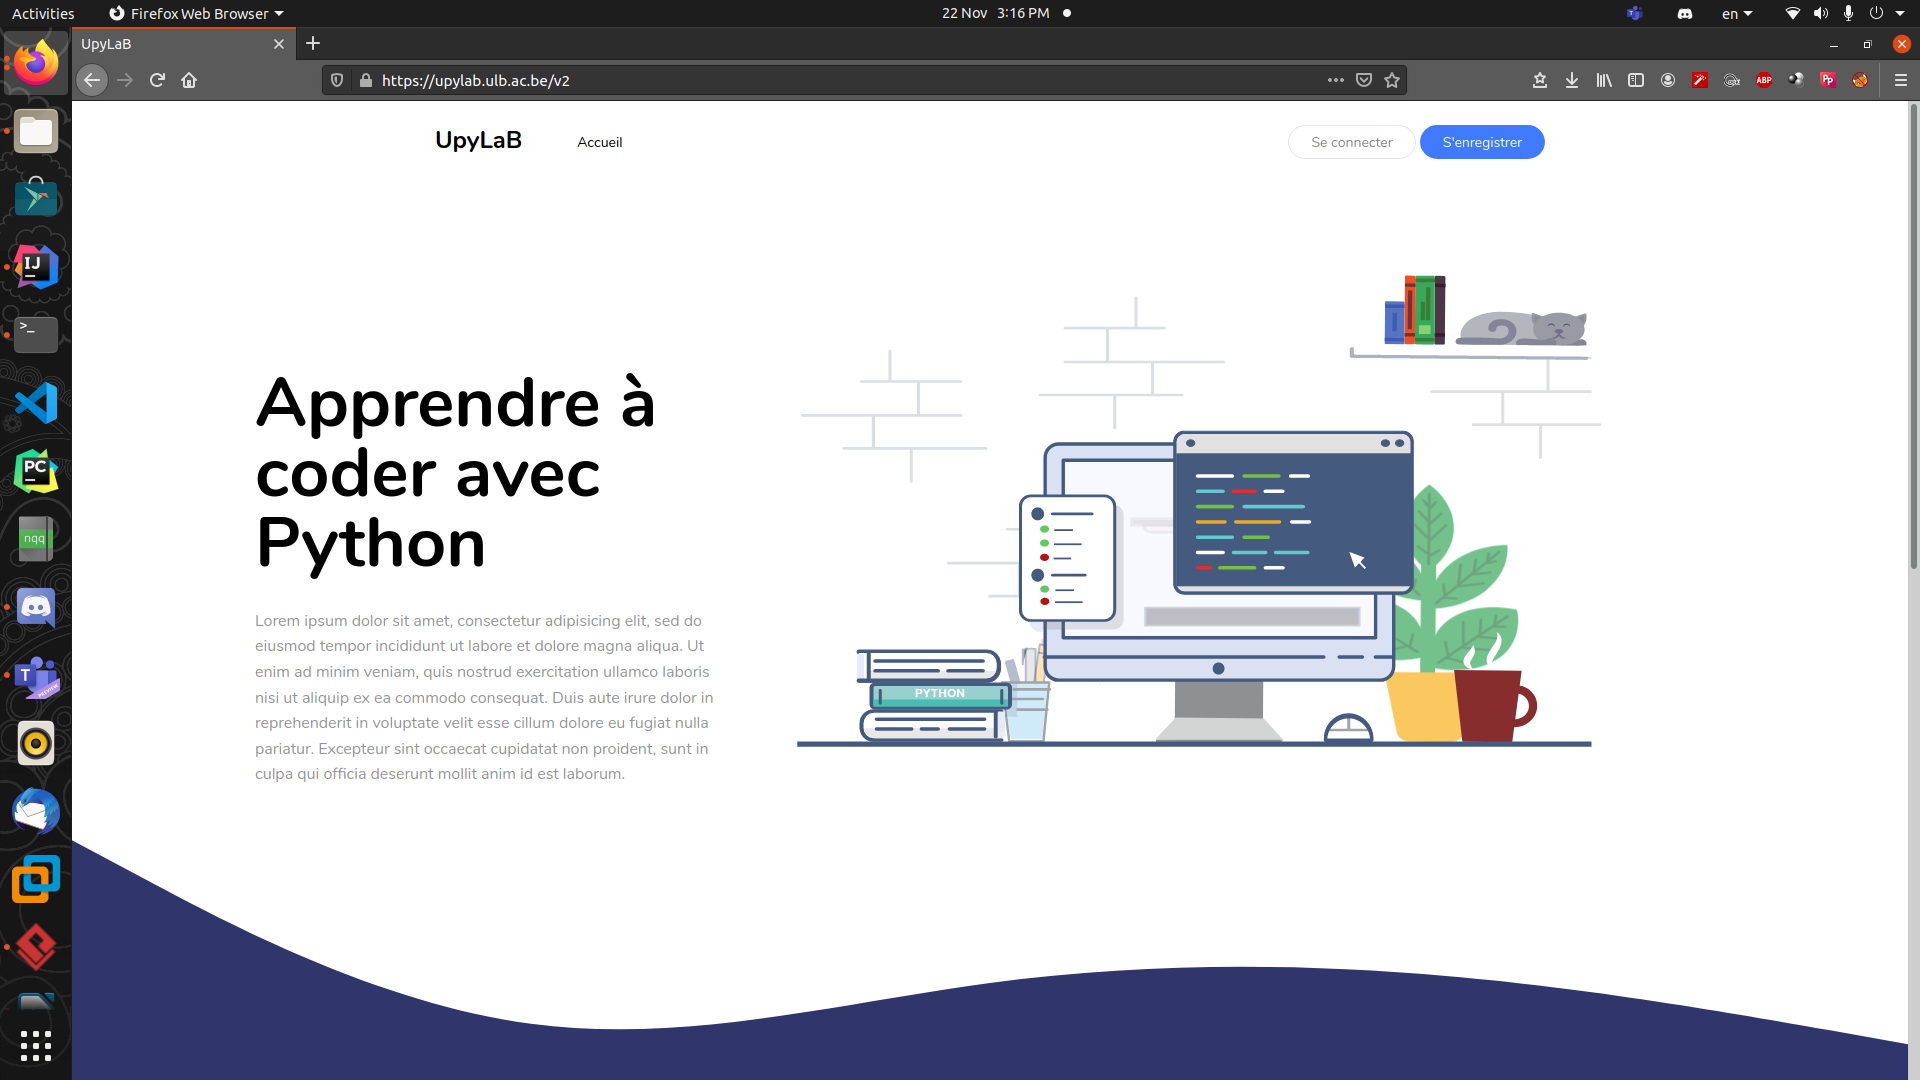 Activities Firefox Web Browser 22 Nov 3:16 PM en
UpyLaB
https://upylab.ulb.ac.be/v2
ABP
UpyLaB Accueil Se connecter S'enregistrer
IJ
>_
Apprendre à
coder avec
Python
PC
nqq
Lorem ipsum dolor sit amet, consectetur adipisicing elit, sed do
eiusmod tempor incididunt ut labore et dolore magna aliqua. Ut
enim ad minim veniam, quis nostrud exercitation ullamco laboris
nisi ut aliquip ex ea commodo consequat. Duis aute irure dolor in
reprehenderit in voluptate velit esse cillum dolore eu fugiat nulla
pariatur. Excepteur sint occaecat cupidatat non proident, sunt in
culpa qui officia deserunt mollit anim id est laborum.
T
PYTHON